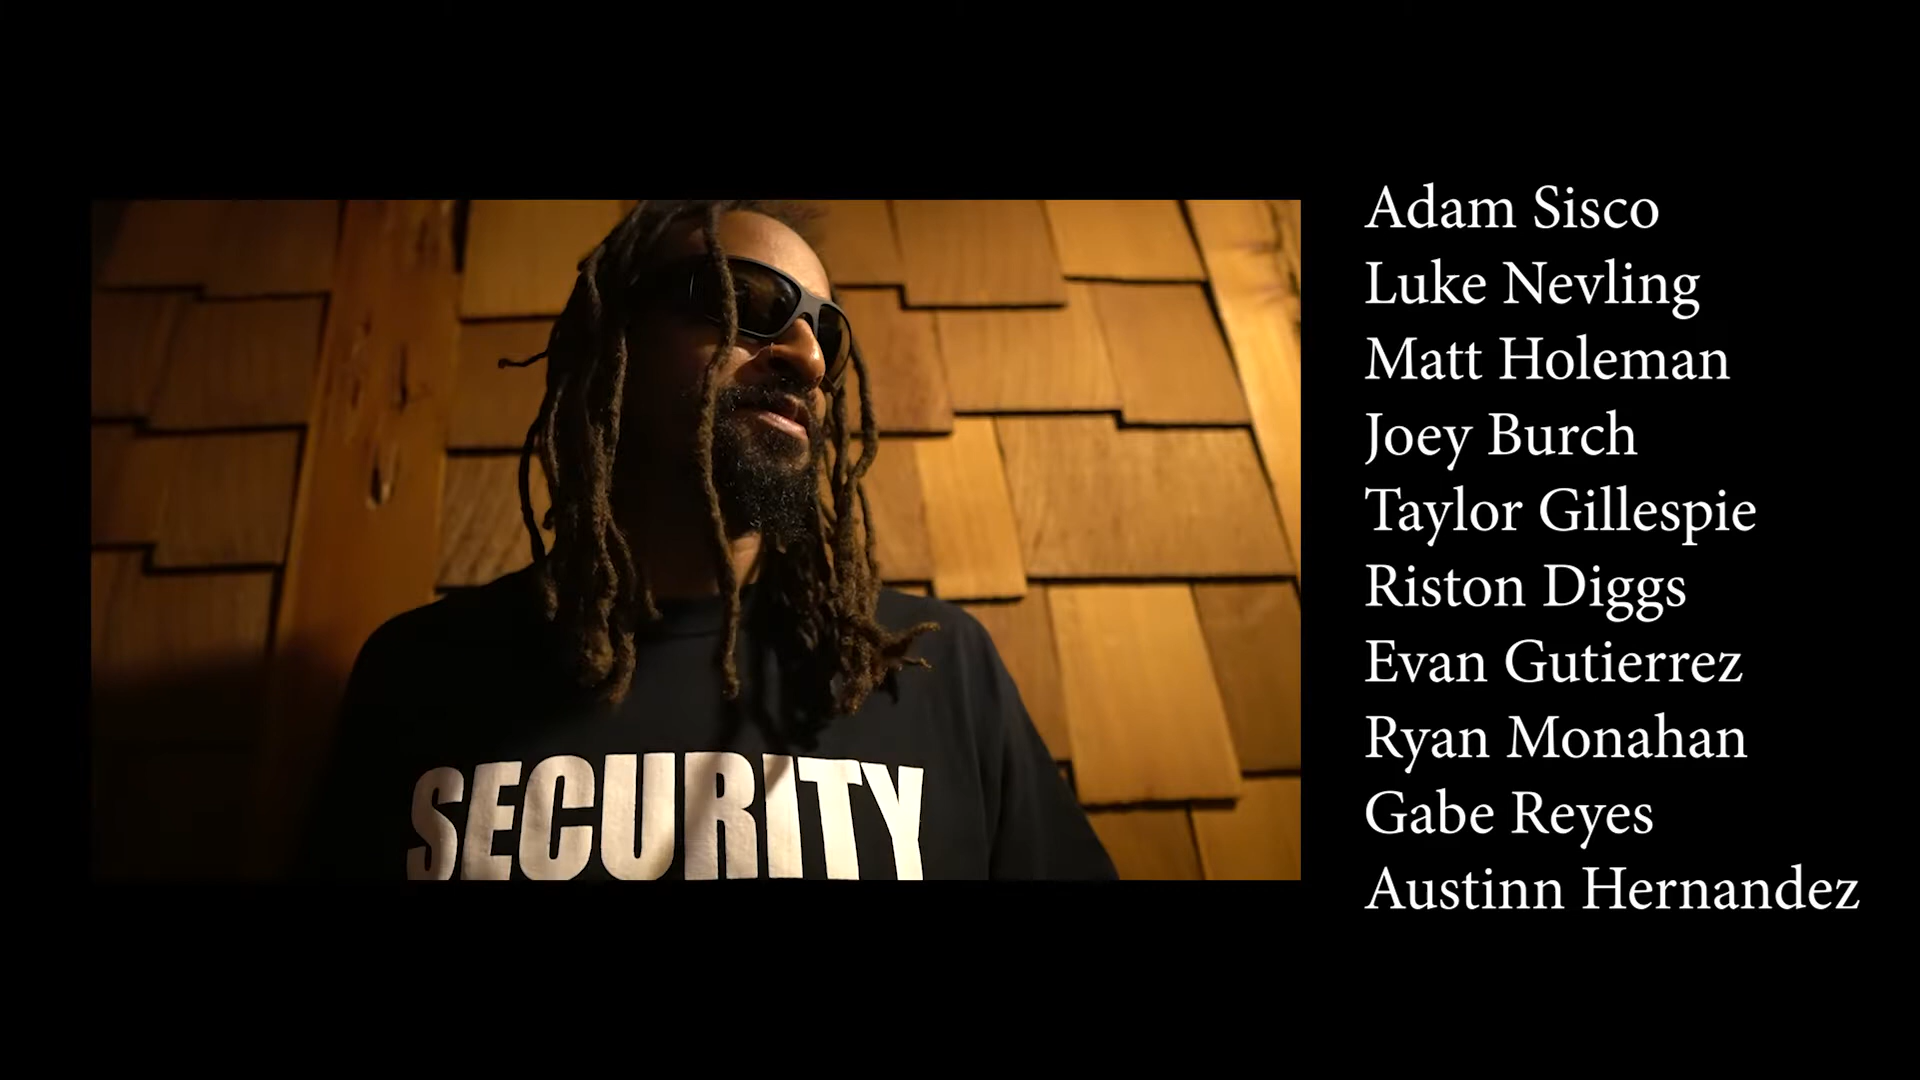 SECURITY
Adam Sisco
Luke Nevling
Matt Holeman
Joey Burch
Taylor Gillespie
Riston Diggs
Evan Gutierrez
Ryan Monahan
Gabe Reyes
Austinn Hernandez